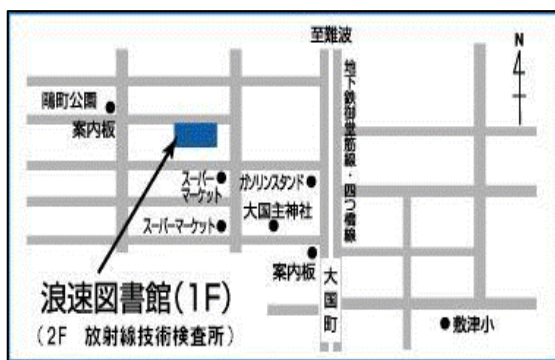 至難波
N
地下鉄御堂筋線・四つ橋線
鴎町公園
案内板
スーパー
マーケット
ガソリンスタンド
大国主神社
スーパーマーケット
案内板
大国町
浪速図書館(1F)
(2F 放射線技術検査所)
敷津小